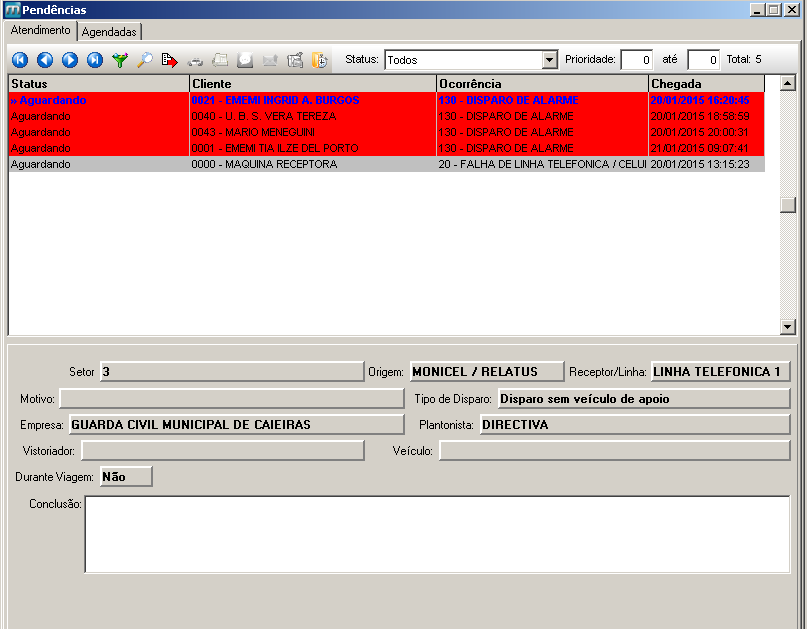 Pendências
Atendimento Agendadas
Status: Todos Prioridade: 0 até 0 Total: 5
Status Cliente Ocorrência Chegada
» Aguardando 0021 - EMEMI INGRID A. BURGOS 130 - DISPARO DE ALARME 20/01/2015 16:20:45
Aguardando 0040 - U. B. S. VERA TEREZA 130 - DISPARO DE ALARME 20/01/2015 18:58:59
Aguardando 0043 - MARIO MENEGUINI 130 - DISPARO DE ALARME 20/01/2015 20:00:31
Aguardando 0001 - EMEMI TIA ILZE DEL PORTO 130 - DISPARO DE ALARME 21/01/2015 09:07:41
Aguardando 0000 - MAQUINA RECEPTORA 20 - FALHA DE LINHA TELEFONICA / CELUI 20/01/2015 13:15:23
Setor 3 Origem: MONICEL / RELATUS Receptor/Linha: LINHA TELEFONICA 1
Motivo: Tipo de Disparo: Disparo sem veículo de apoio
Empresa: GUARDA CIVIL MUNICIPAL DE CAIEIRAS Plantonista: DIRECTIVA
Vistoriador: Veículo:
Durante Viagem: Não
Conclusão: